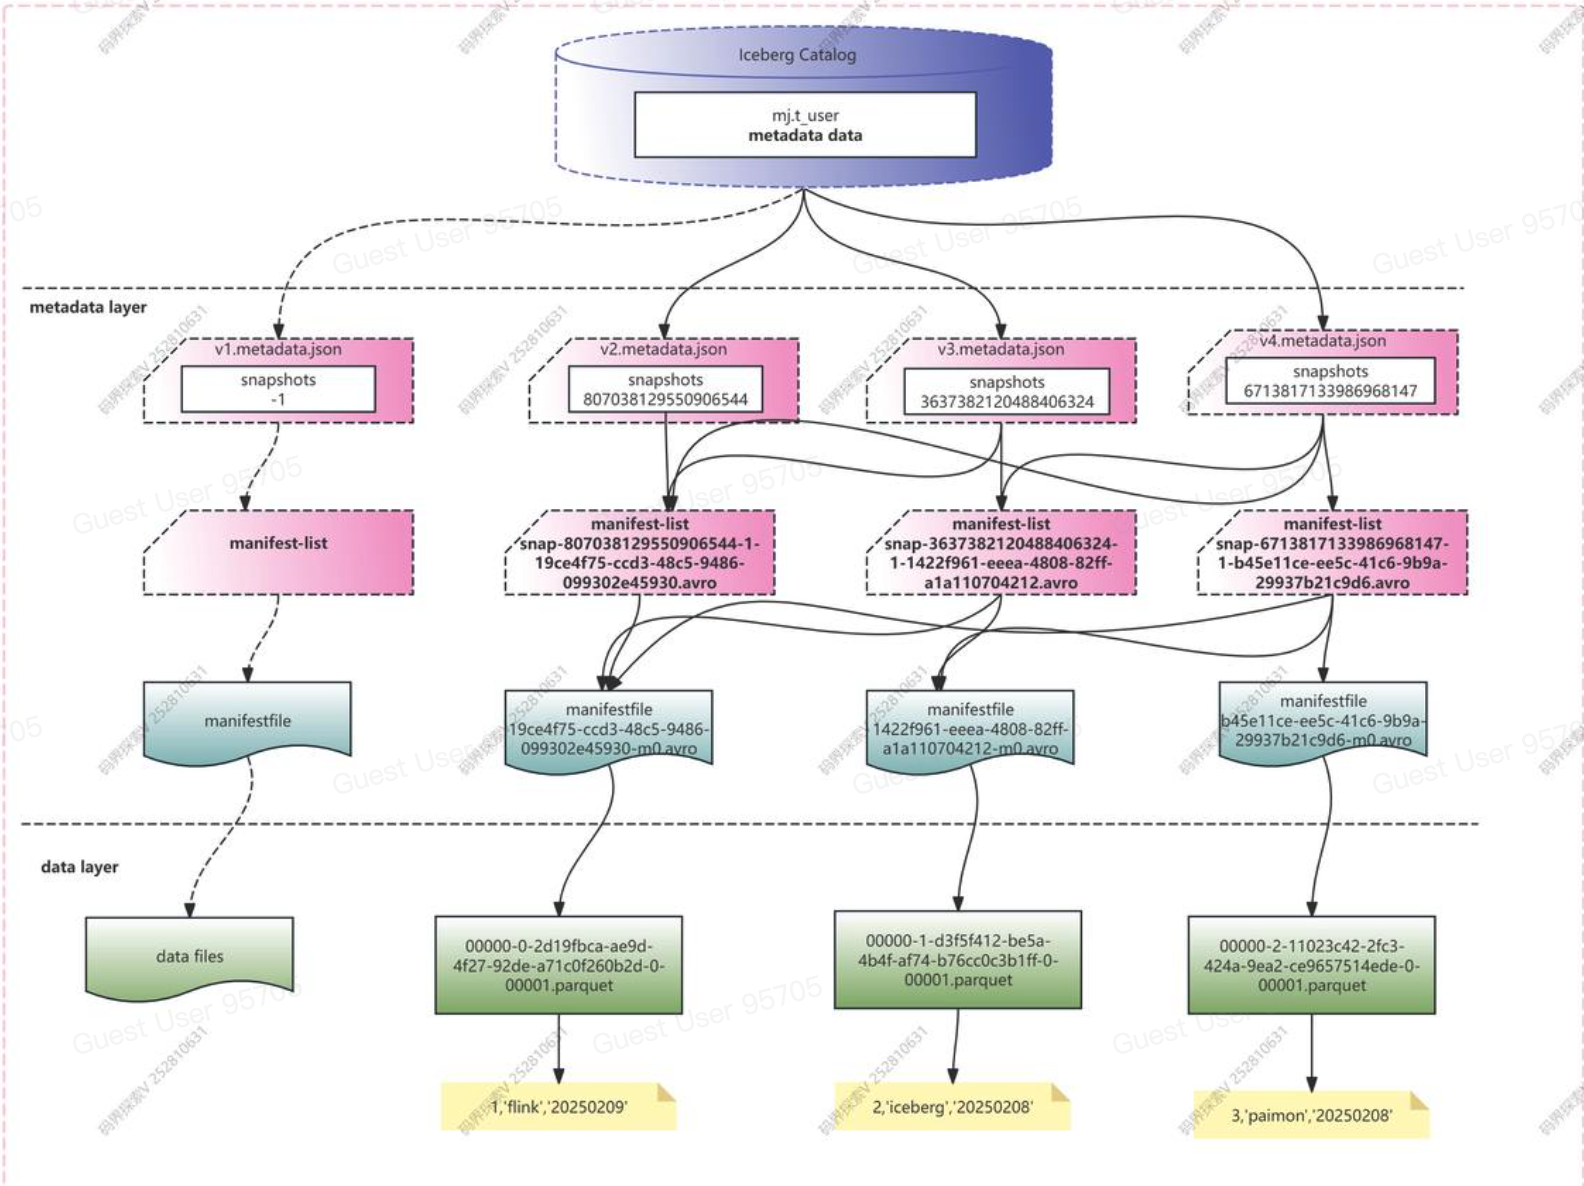 Iceberg Catalog
mj.t_user
metadata data
metadata layer
v1.metadata.json
snapshots
-1
v2.metadata.json
snapshots
807038129550906544
v3.metadata.json
snapshots
3637382120488406324
v4.metadata.json
snapshots
6713817133986968147
manifest-list
manifest-list
snap-807038129550906544-1-
19ce4f75-ccd3-48c5-9486-
099302e45930.avro
manifest-list
snap-3637382120488406324-
1-1422f961-eeea-4808-82ff-
a1a110704212.avro
manifest-list
snap-6713817133986968147-
1-b45e11ce-ee5c-41c6-9b9a-
29937b21c9d6.avro
manifestfile
manifestfile
19ce4f75-ccd3-48c5-9486-
099302e45930-m0.avro
manifestfile
1422f961-eeea-4808-82ff-
a1a110704212-m0.avro
manifestfile
b45e11ce-ee5c-41c6-9b9a-
29937b21c9d6-m0.avro
data layer
data files
00000-0-2d19fbca-ae9d-
4f27-92de-a71c0f260b2d-0-
00001.parquet
00000-1-d3f5f412-be5a-
4b4f-af74-b76cc0c3b1ff-0-
00001.parquet
00000-2-11023c42-2fc3-
424a-9ea2-ce9657514ede-0-
00001.parquet
1,'flink','20250209'
2,'iceberg','20250208'
3,'paimon','20250208'
Guest User 95705
码界探索V 252810631